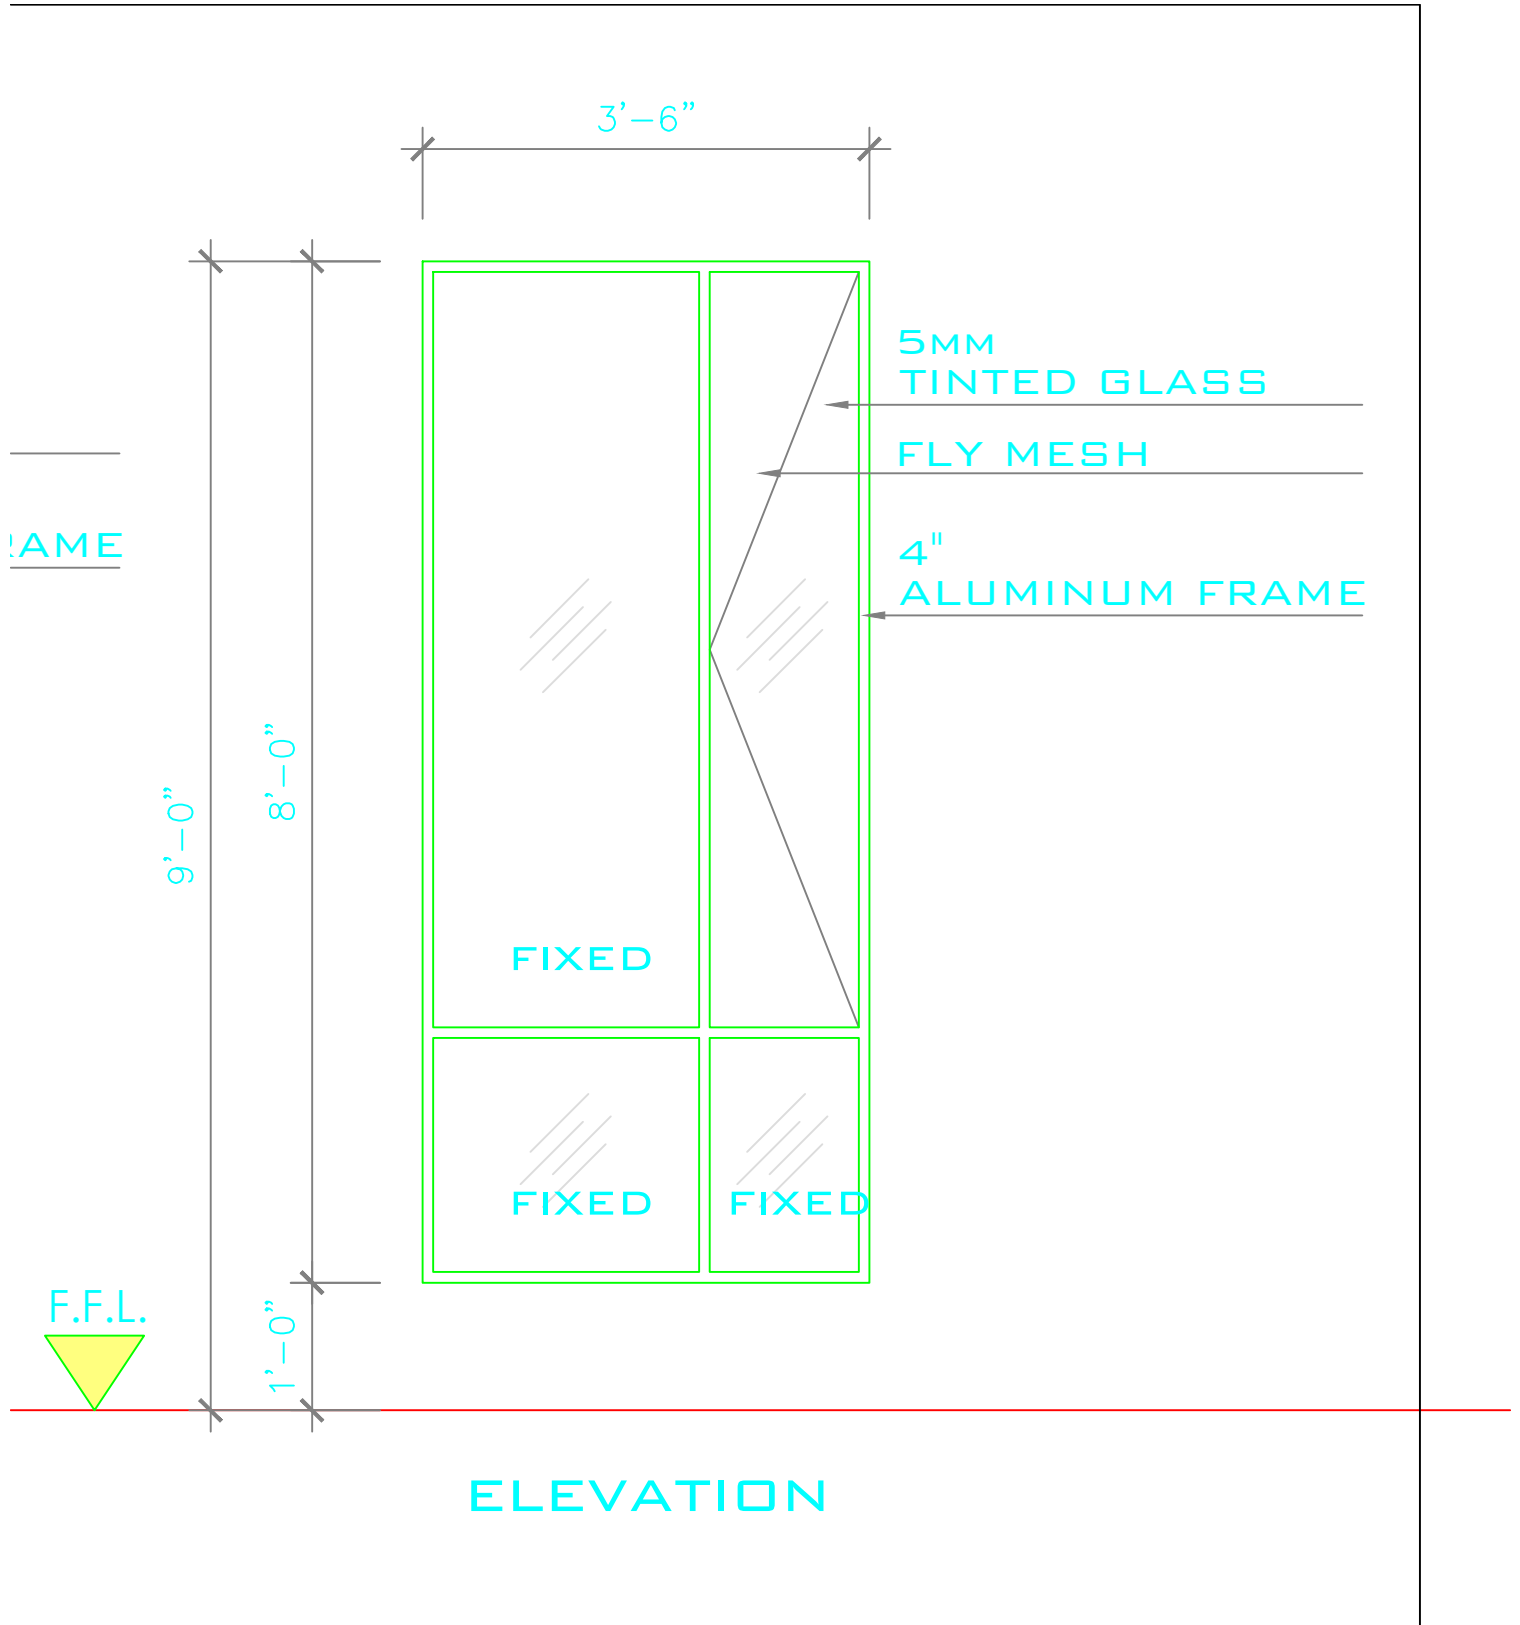 3'-6"
5MM
TINTED GLASS
FLY MESH
4"
ALUMINUM FRAME
8'-0"
9'-0"
FIXED
FIXED
FIXED
F.F.L.
1'-0"
ELEVATION